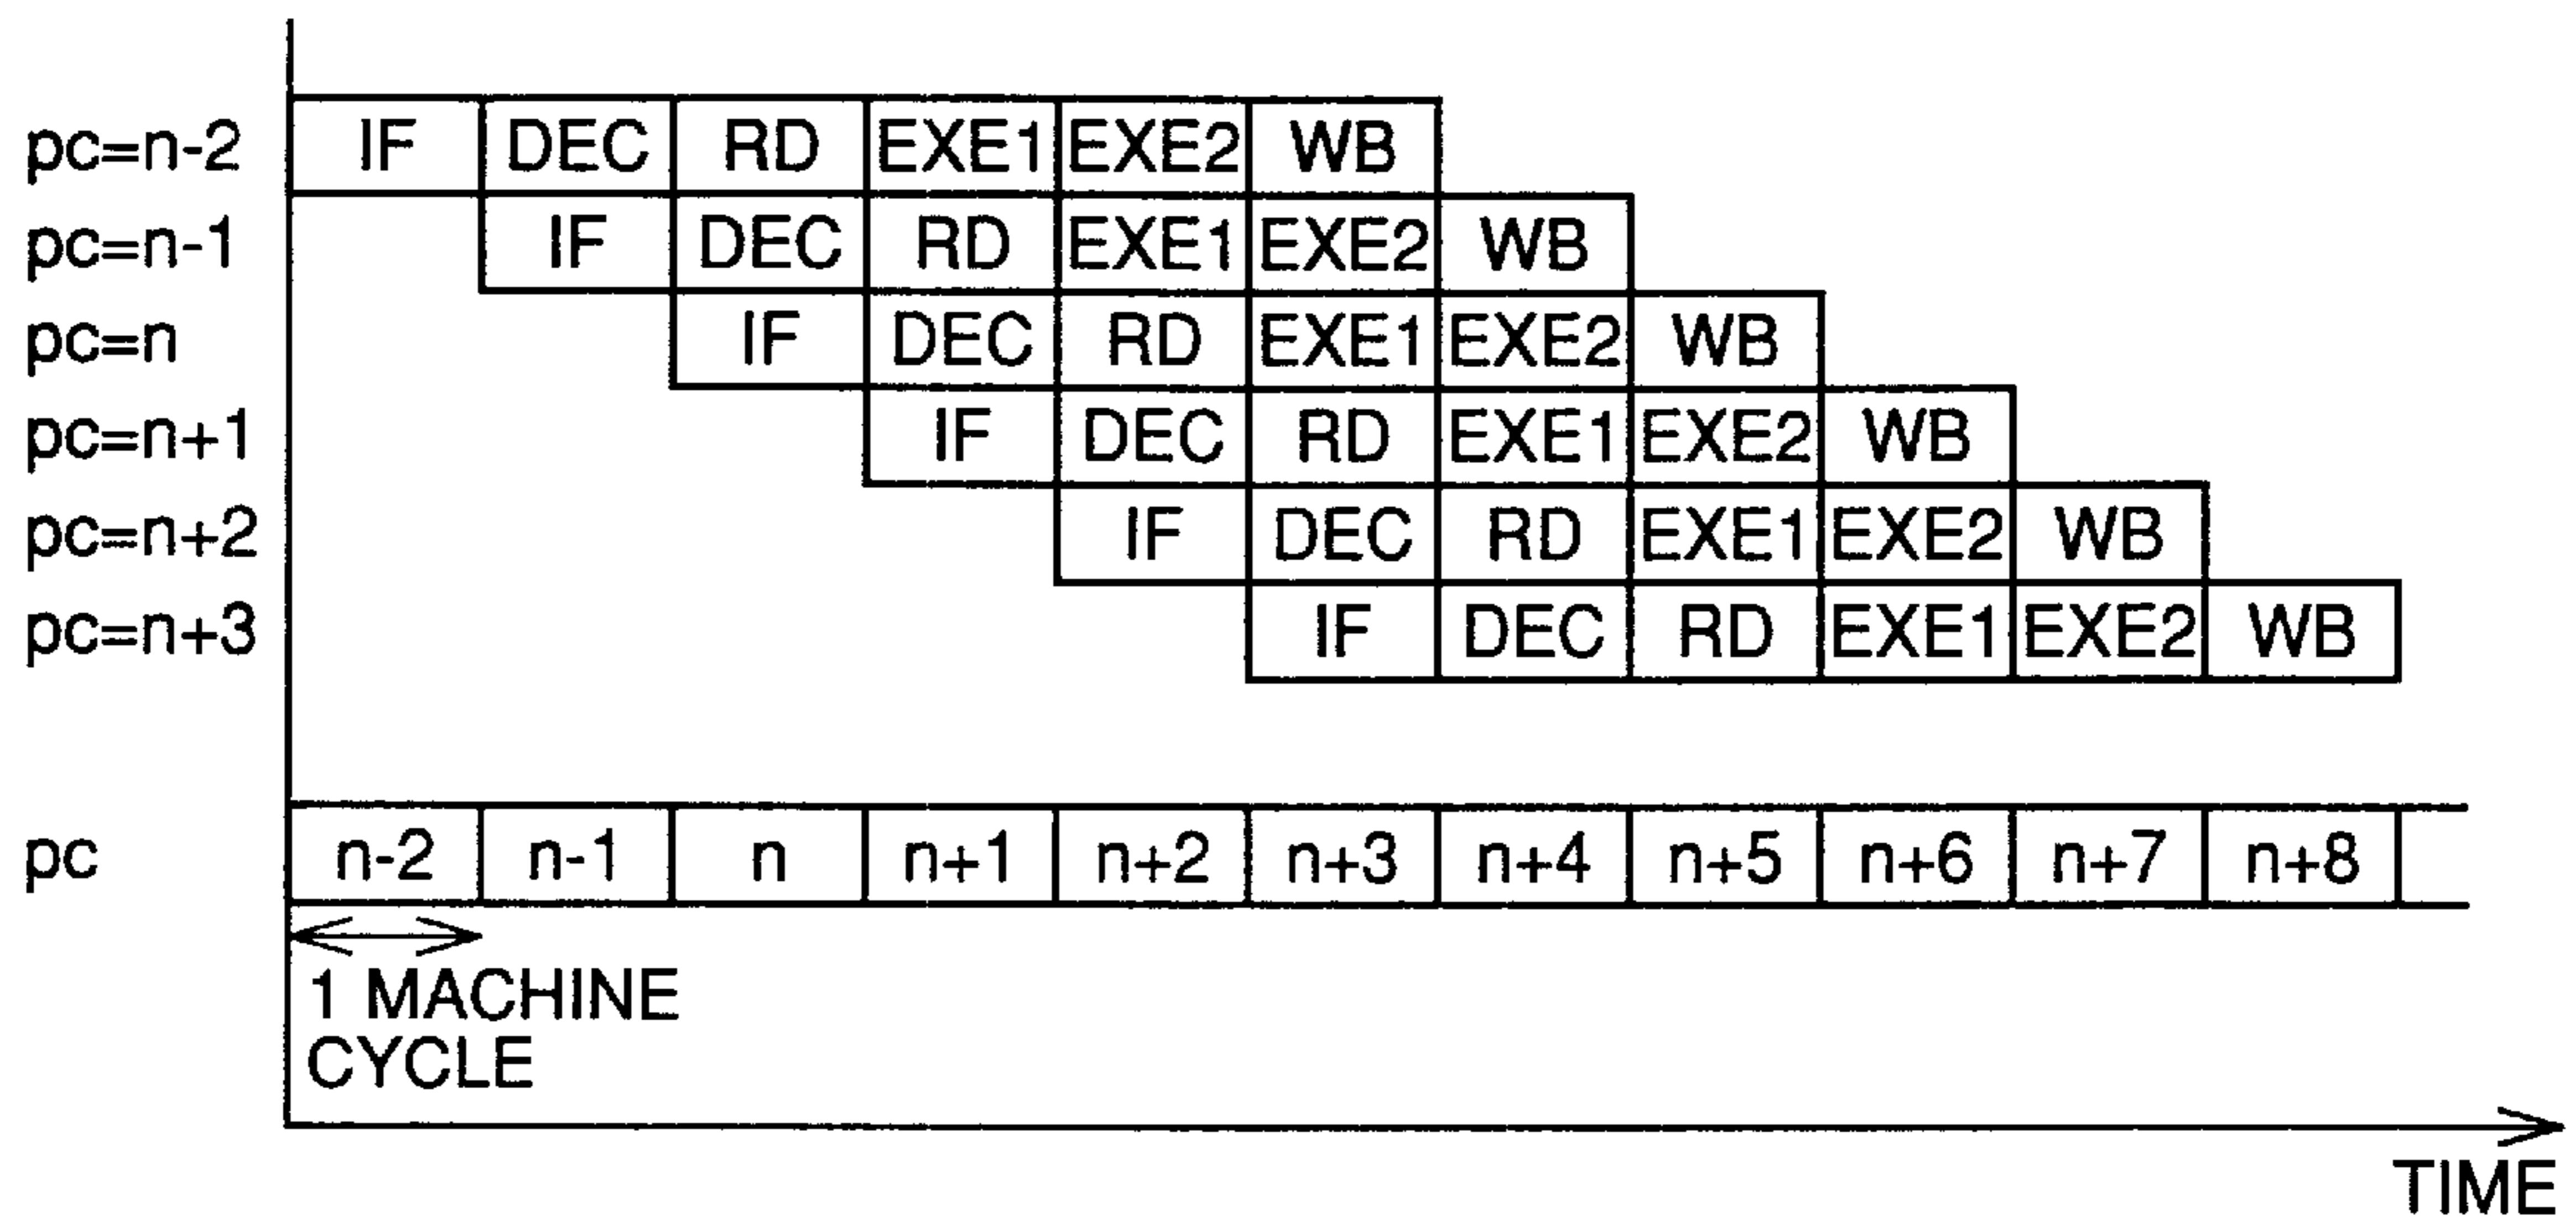 pc=n-2 IF DEC RD EXE1 EXE2 WB
pc=n-1 IF DEC RD EXE1 EXE2 WB
pc=n IF DEC RD EXE1 EXE2 WB
pc=n+1 IF DEC RD EXE1 EXE2 WB
pc=n+2 IF DEC RD EXE1 EXE2 WB
pc=n+3 IF DEC RD EXE1 EXE2 WB
pc n-2 n-1 n n+1 n+2 n+3 n+4 n+5 n+6 n+7 n+8
1 MACHINE
CYCLE
TIME